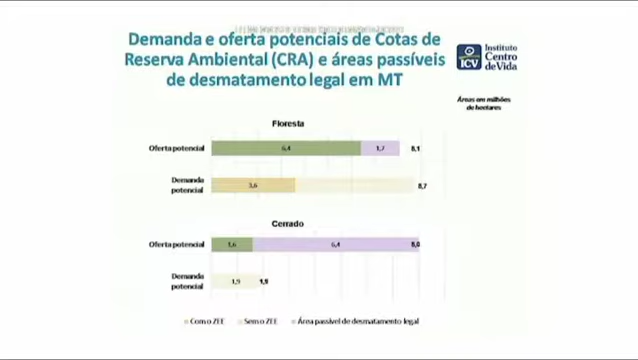 Demanda e oferta potenciais de Cotas de
Reserva Ambiental (CRA) e áreas passíveis
de desmatamento legal em MT
ICV
Instituto
Centro
de Vida
Áreas em milhões
de hectares
Floresta
Oferta potencial 6,4 1,7 8,1
Demanda
potencial
3,6 8,7
Cerrado
Oferta potencial 1,6 6,4 8,0
Demanda
potencial
1,9 1,9
Com o ZEE Sem o ZEE Área passível de desmatamento legal